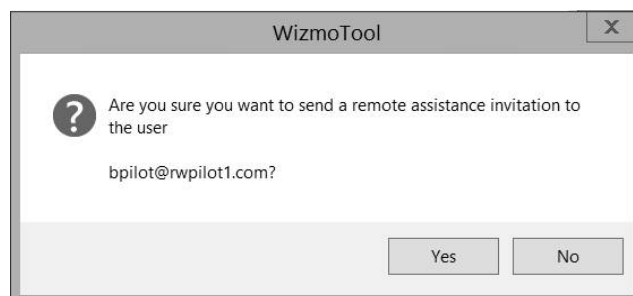 WizmoTool
X
?
Are you sure you want to send a remote assistance invitation to
the user
bpilot@rwpilot1.com?
Yes
No